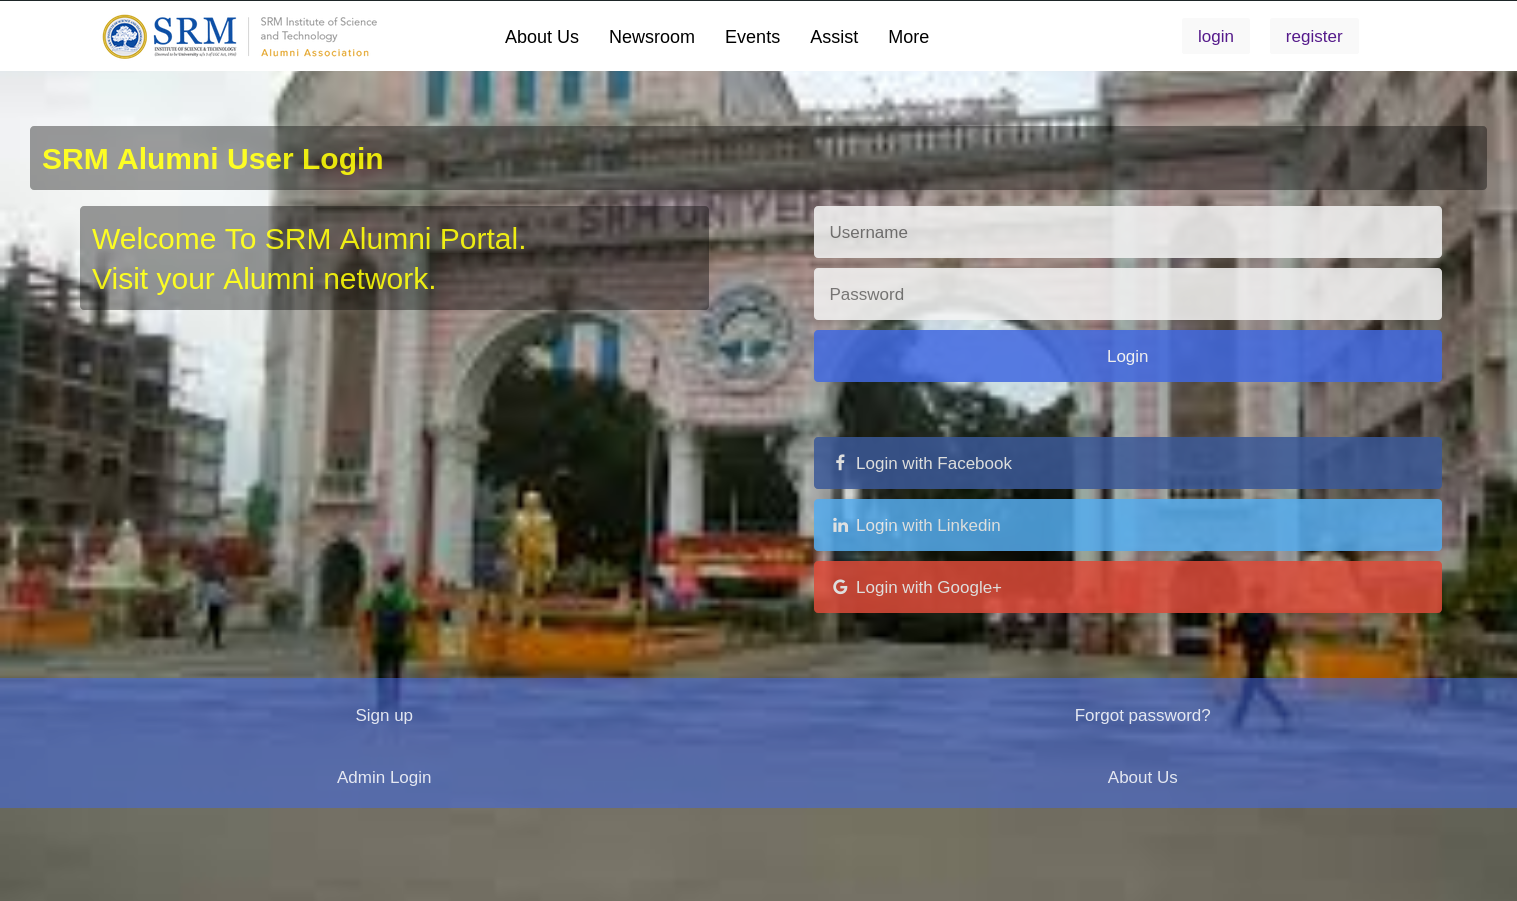 SRM
INSTITUTE OF SCIENCE & TECHNOLOGY
SRM Institute of Science
and Technology
Alumni Association
About Us
Newsroom
Events
Assist
More
login
register
SRM Alumni User Login
SRM UNIVERSITY
Welcome To SRM Alumni Portal.
Visit your Alumni network.
Username
Password
Login
Login with Facebook
Login with Linkedin
Login with Google+
Sign up
Forgot password?
Admin Login
About Us